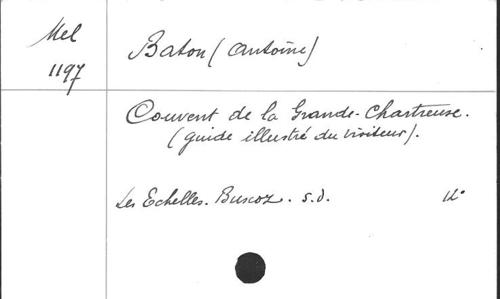 Mel
1197
Baton (Antoine)
Couvent de la Grande-Chartreuse.
(guide illustré du visiteur).
Les Echelles. Buscoz. s.d.